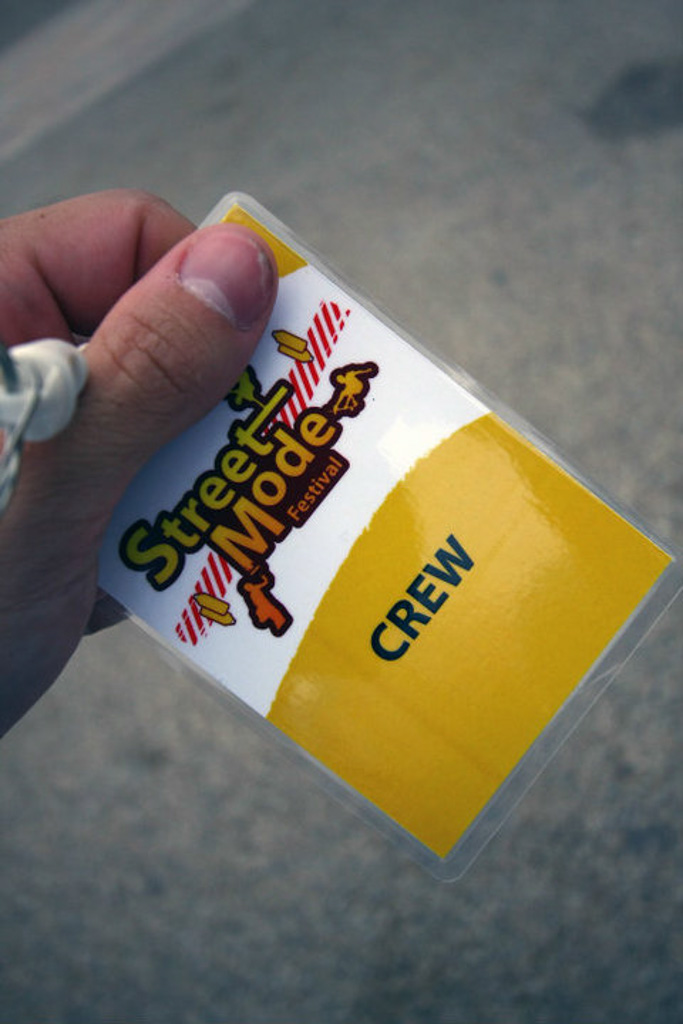 Street
Mode
Festival
CREW